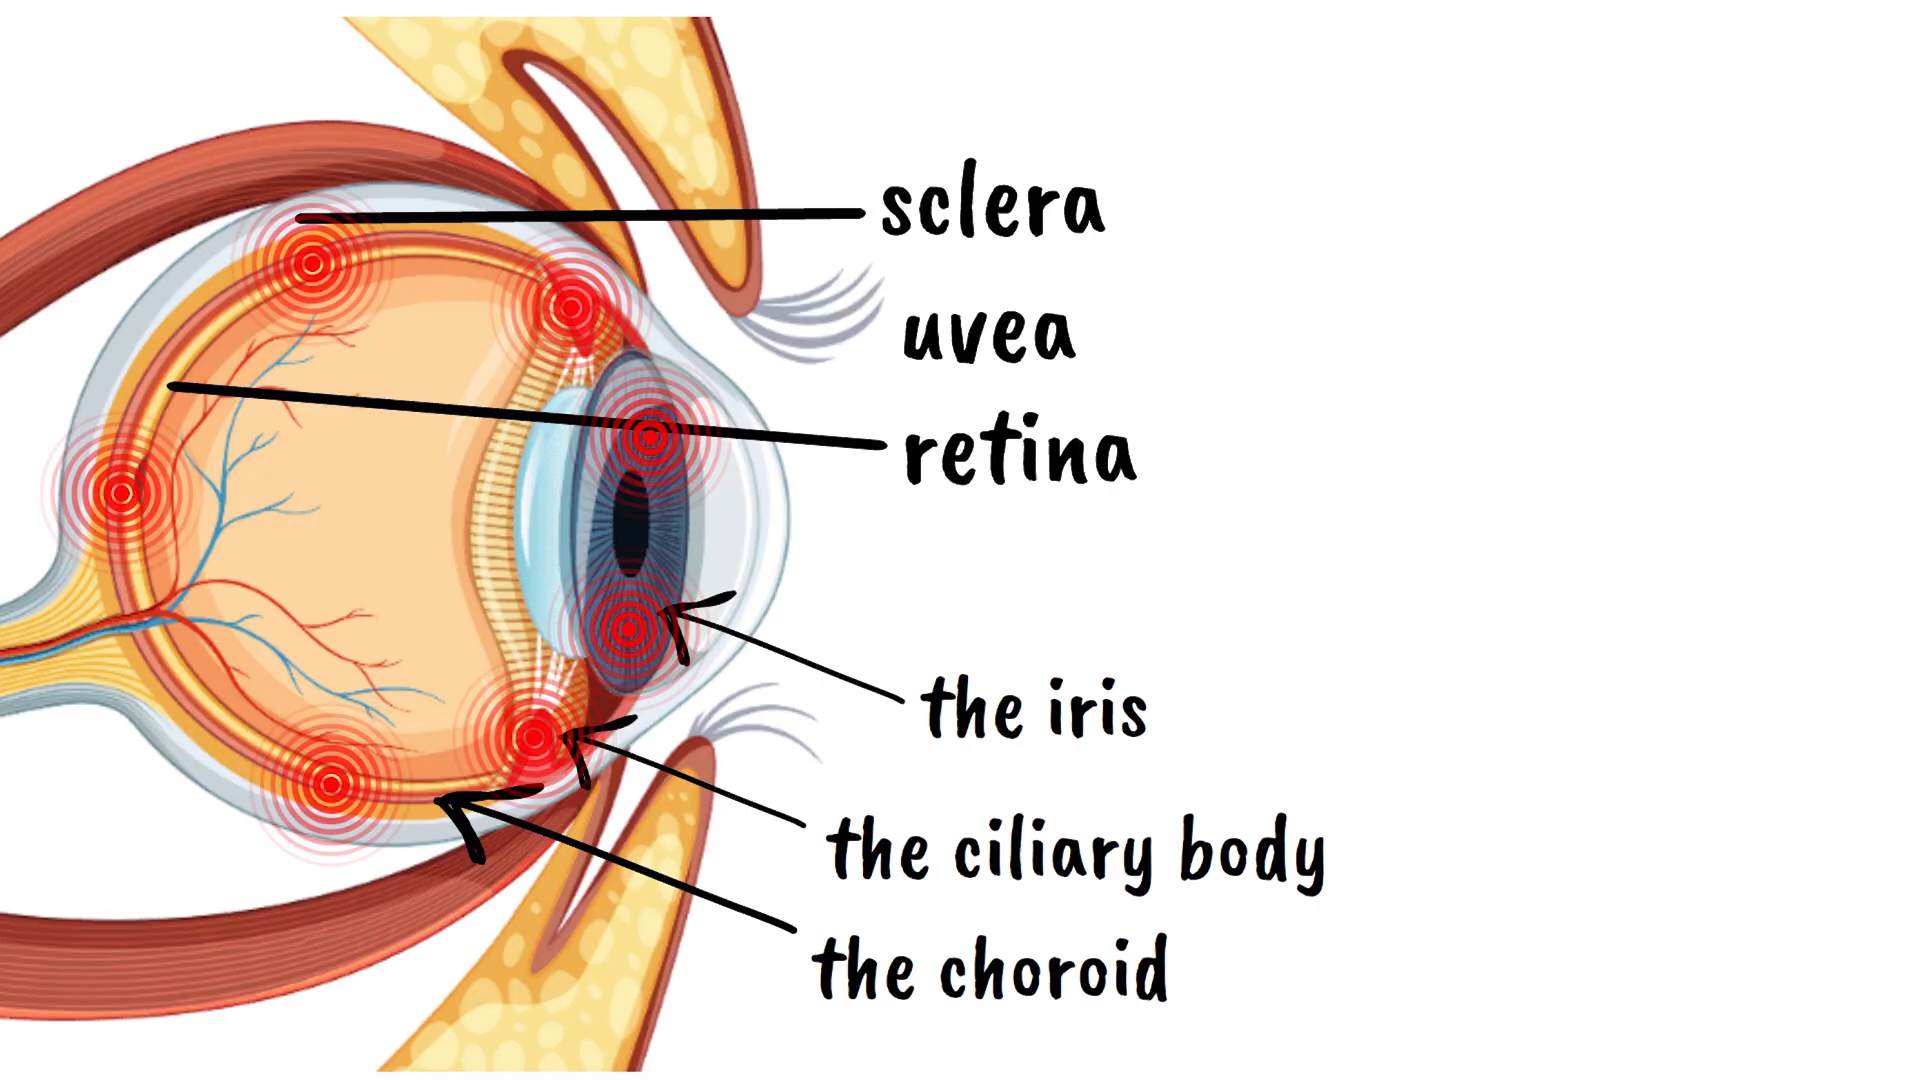 sclera
uvea
retina
the iris
the ciliary body
the choroid